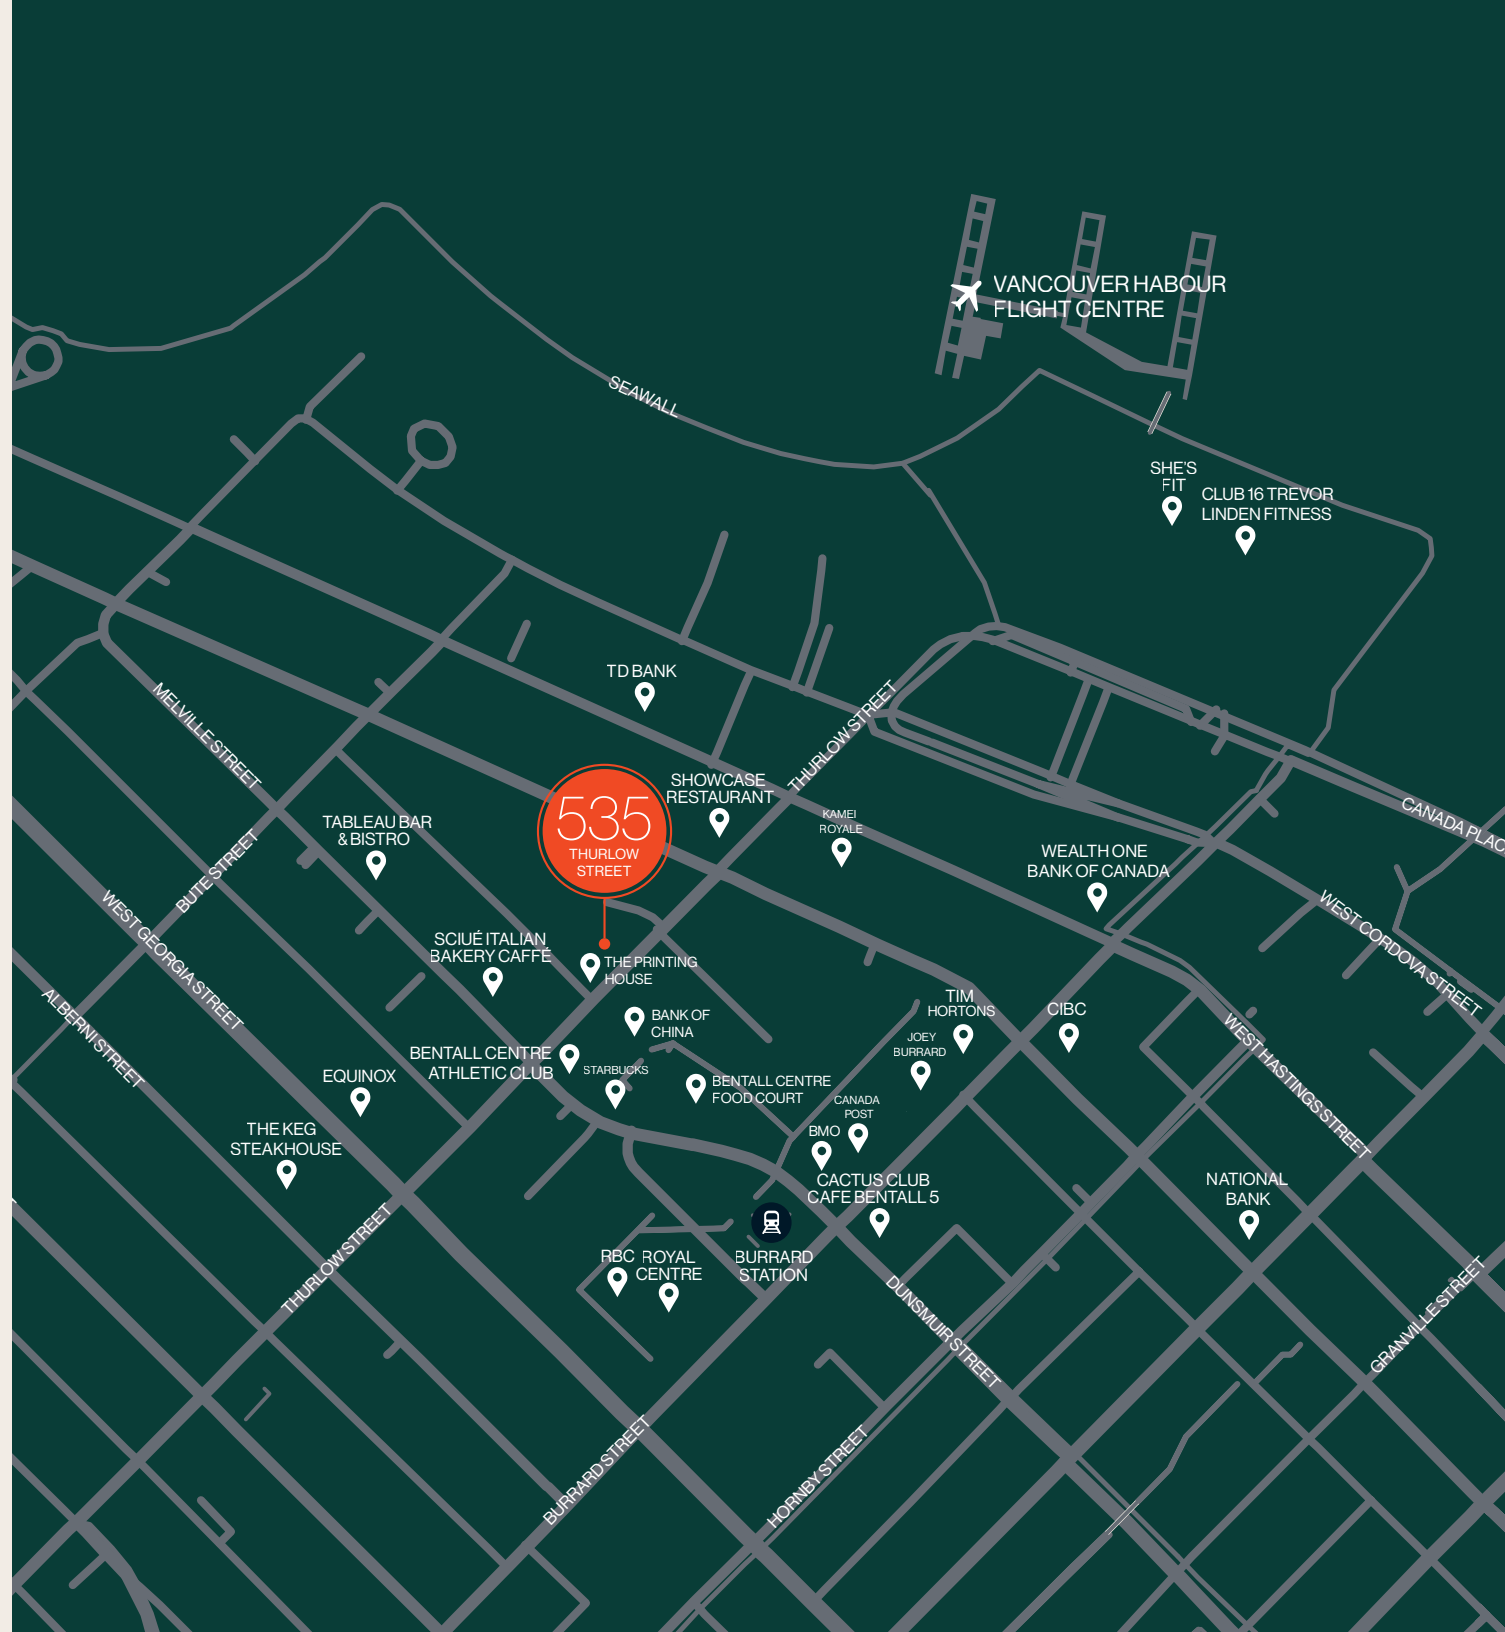 VANCOUVER HABOUR
FLIGHT CENTRE
SEAWALL
SHE'S
FIT
CLUB 16 TREVOR
LINDEN FITNESS
TD BANK
MELVILLE STREET
THURLOW STREET
SHOWCASE
RESTAURANT
535
THURLOW
STREET
KAMEI
ROYALE
CANADA PLAC
TABLEAU BAR
& BISTRO
BUTE STREET
WEALTH ONE
BANK OF CANADA
WEST GEORGIA STREET
WEST CORDOVA STREET
SCIUÉ ITALIAN
BAKERY CAFFÉ
THE PRINTING
HOUSE
ALBERNI STREET
TIM
HORTONS
CIBC
BANK OF
CHINA
WEST HASTINGS STREET
JOEY
BURRARD
BENTALL CENTRE
ATHLETIC CLUB
STARBUCKS
EQUINOX
BENTALL CENTRE
FOOD COURT
CANADA
POST
BMO
THE KEG
STEAKHOUSE
CACTUS CLUB
CAFE BENTALL 5
NATIONAL
BANK
THURLOW STREET
RBC
ROYAL
CENTRE
BURRARD
STATION
DUNSMUIR STREET
GRANVILLE STREET
BURRARD STREET
HORNBY STREET